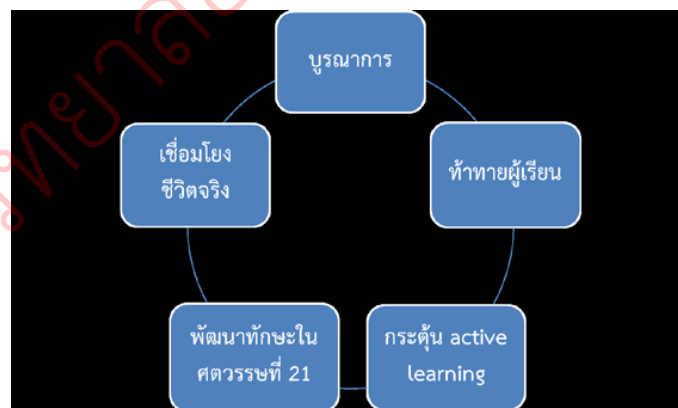 บูรณาการ
ท้าทายผู้เรียน
กระตุ้น active
learning
พัฒนาทักษะใน
ศตวรรษที่ 21
เชื่อมโยง
ชีวิตจริง